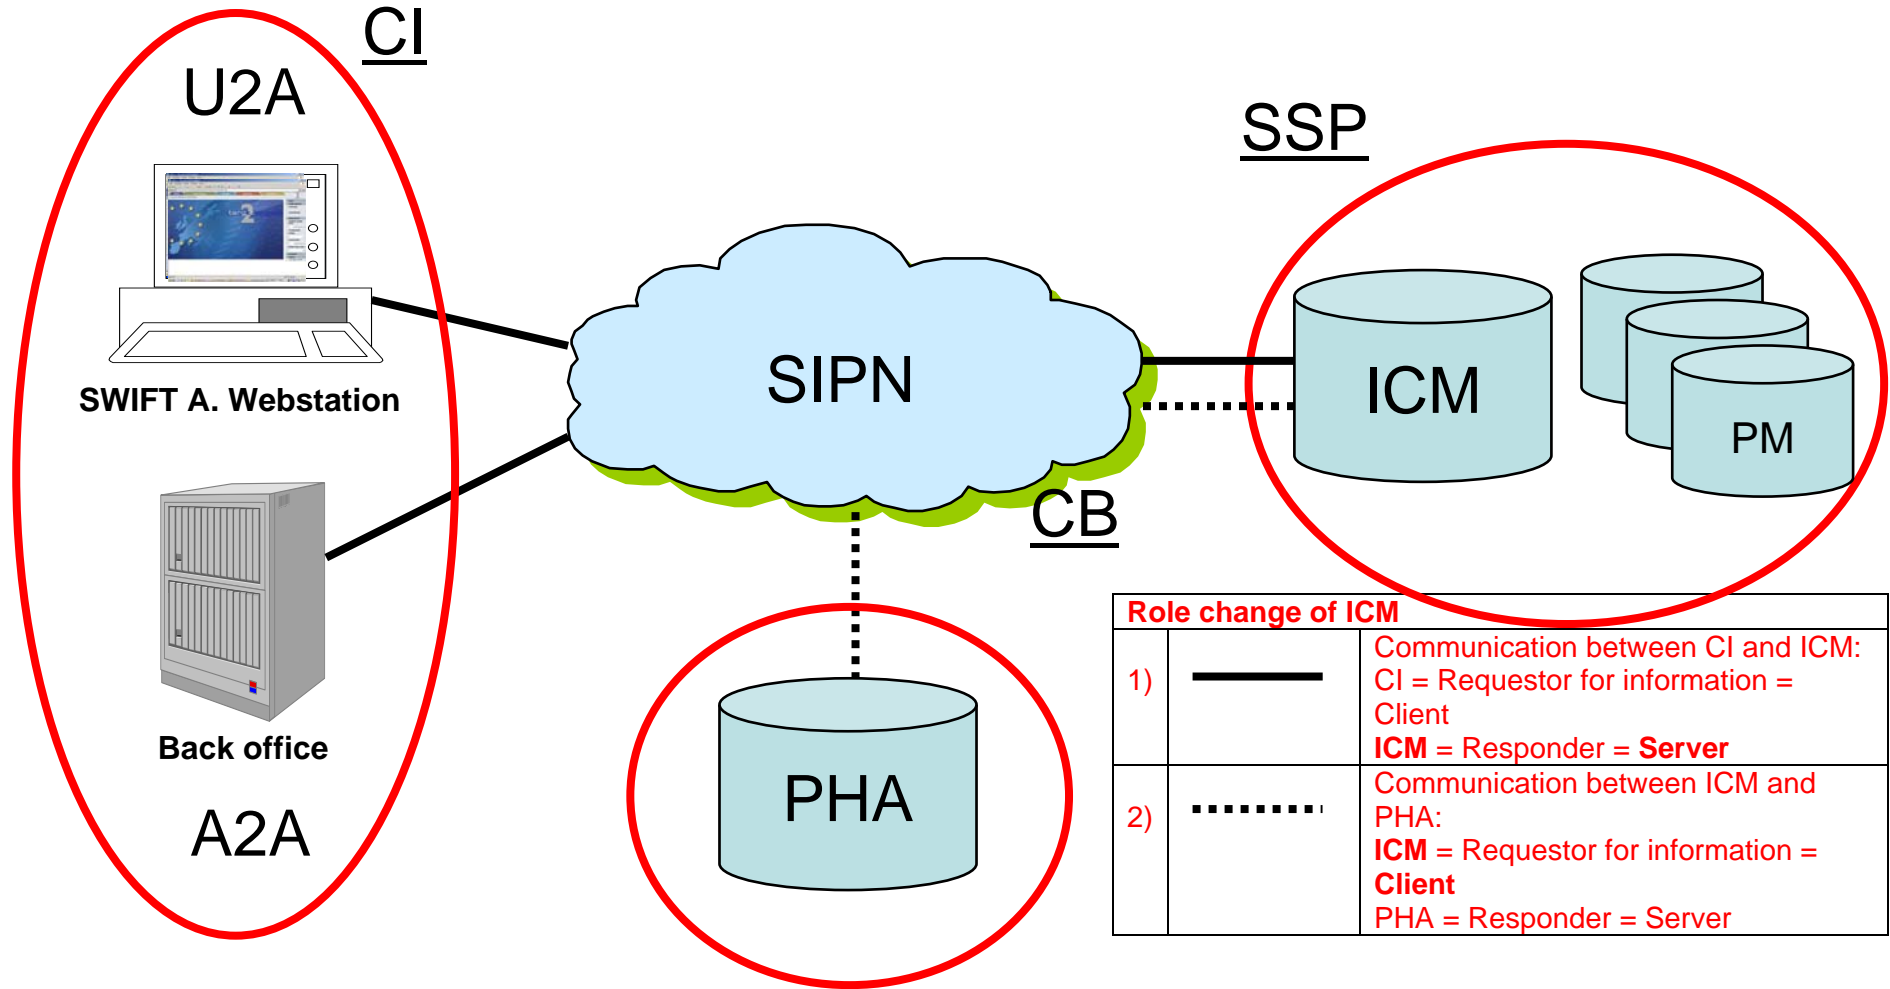 CI
U2A
SWIFT A. Webstation
Back office
A2A
SIPN
CB
PHA
SSP
ICM
PM
Role change of ICM
1)
Communication between CI and ICM:
CI = Requestor for information =
Client
ICM = Responder = Server
2)
Communication between ICM and
PHA:
ICM = Requestor for information =
Client
PHA = Responder = Server